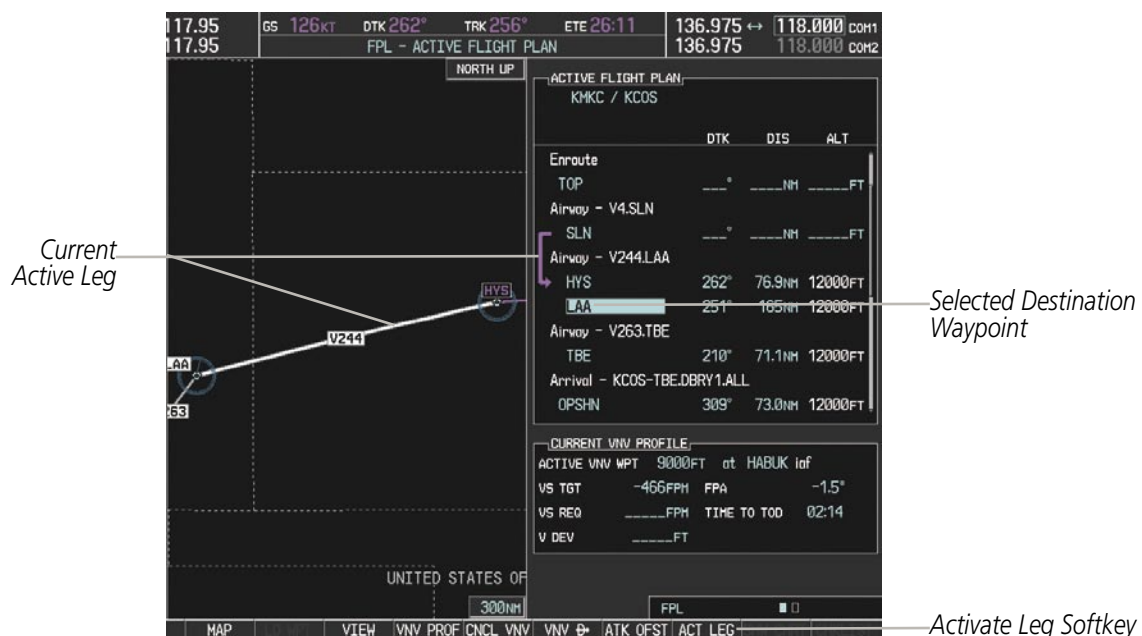 117.95
117.95
GS 126KT DTK 262° TRK 256° ETE 26:11
FPL - ACTIVE FLIGHT PLAN
136.975 ↔ 118.000 COM1
136.975 118.000 COM2
NORTH UP
ACTIVE FLIGHT PLAN
KMKC / KCOS
DTK DIS ALT
Enroute
TOP ___° ____NM _____FT
Airway - V4.SLN
SLN ___° ____NM _____FT
Airway - V244.LAA
HYS 262° 76.9NM 12000FT
LAA 251° 165NM 12000FT
Airway - V263.TBE
TBE 210° 71.1NM 12000FT
Arrival - KCOS-TBE.DBRY1.ALL
OPSHN 309° 73.0NM 12000FT
Current
Active Leg
HYS
V244
LAA
263
Selected Destination
Waypoint
CURRENT VNV PROFILE
ACTIVE VNV WPT 9000FT at HABUK iaf
VS TGT -466FPM FPA -1.5°
VS REQ _____FPM TIME TO TOD 02:14
V DEV _____FT
UNITED STATES OF
300NM
FPL
MAP VIEW VNV PROF CNCL VNV VNV D ATK OFST ACT LEG
Activate Leg Softkey